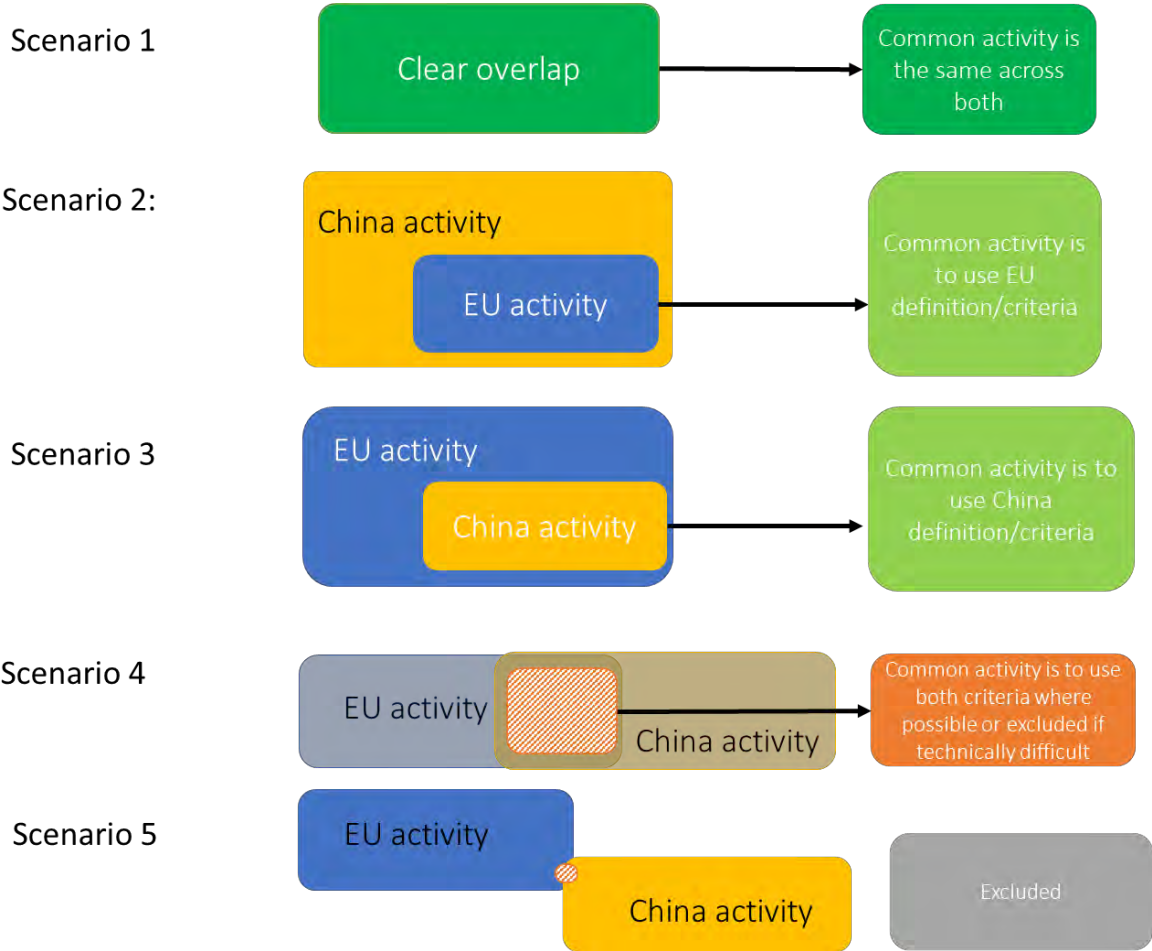 Scenario 1
Clear overlap
Common activity is
the same across
both
Scenario 2:
China activity
EU activity
Common activity is
to use EU
definition/criteria
Scenario 3
EU activity
China activity
Common activity is to
use China
definition/criteria
Scenario 4
EU activity
China activity
Common activity is to use
both criteria where
possible or excluded if
technically difficult
Scenario 5
EU activity
China activity
Excluded